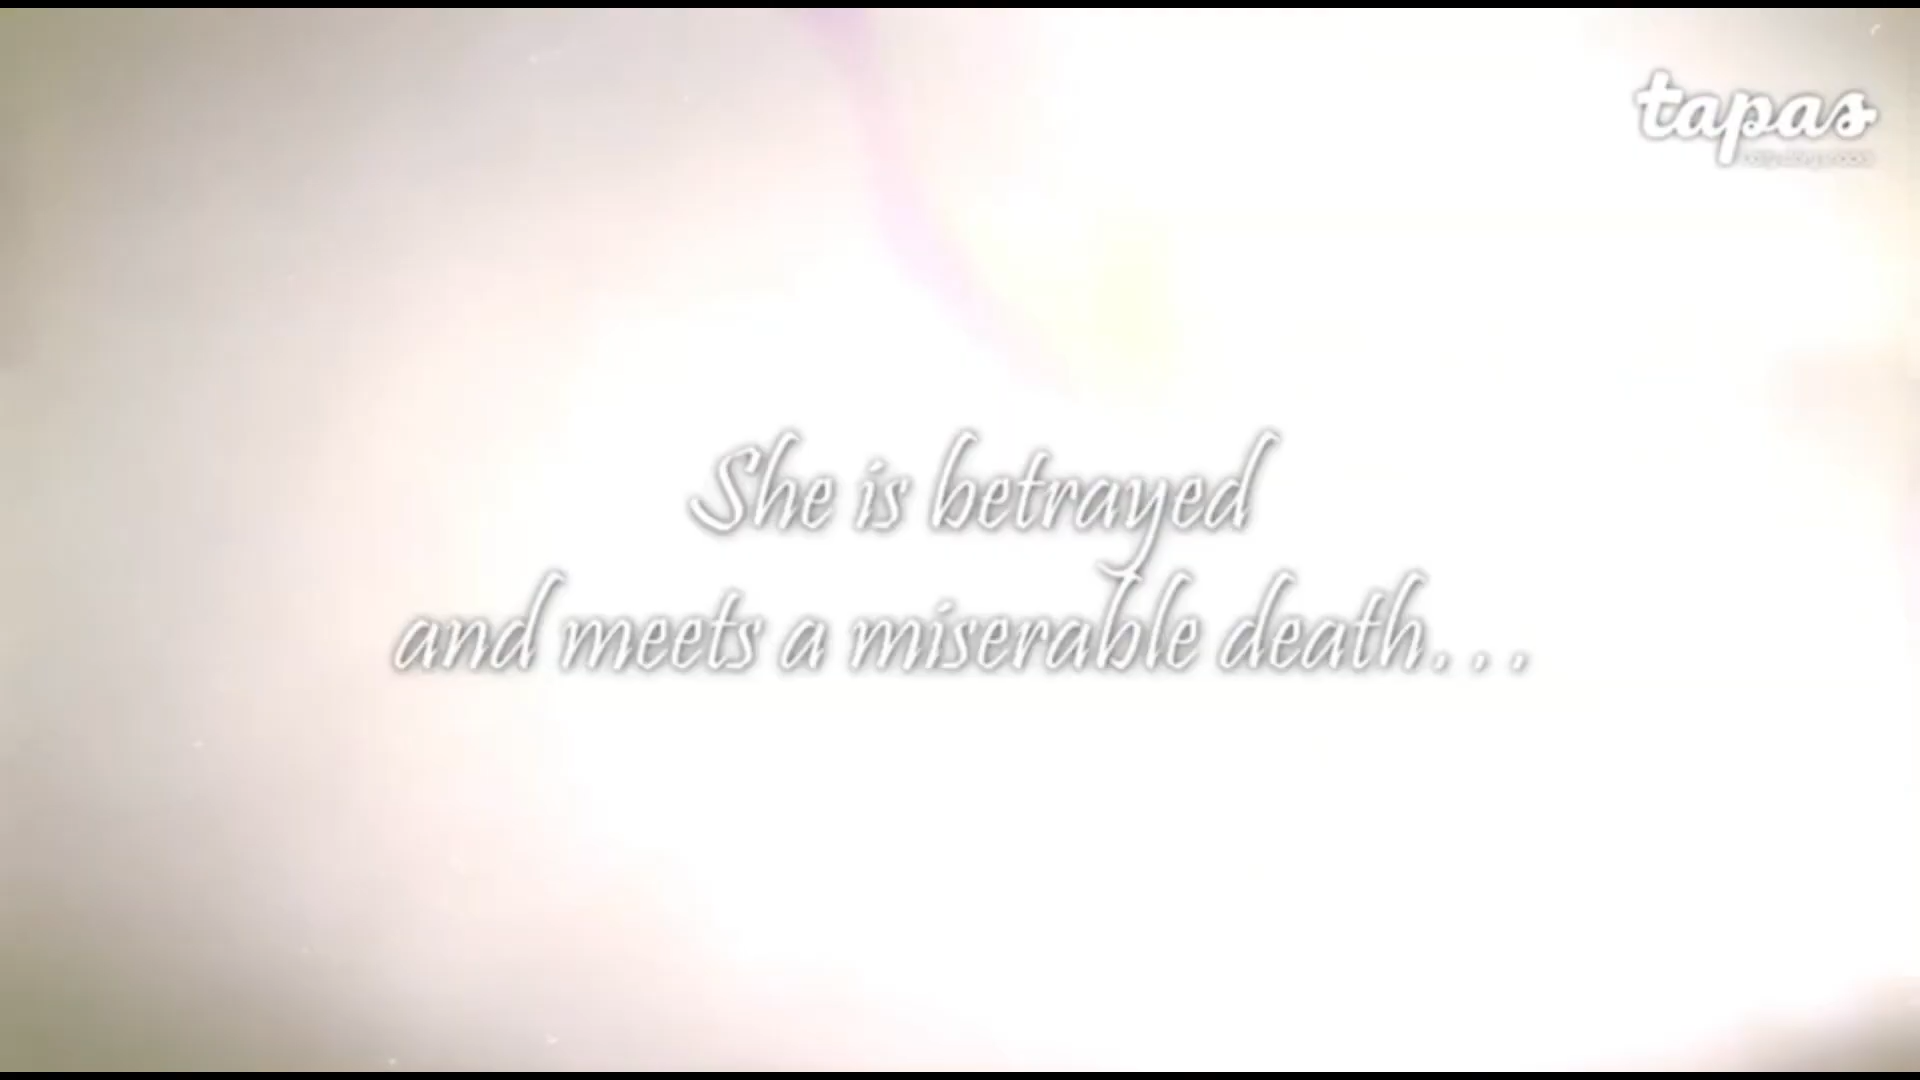 tapas
She is betrayed
and meets a miserable death...